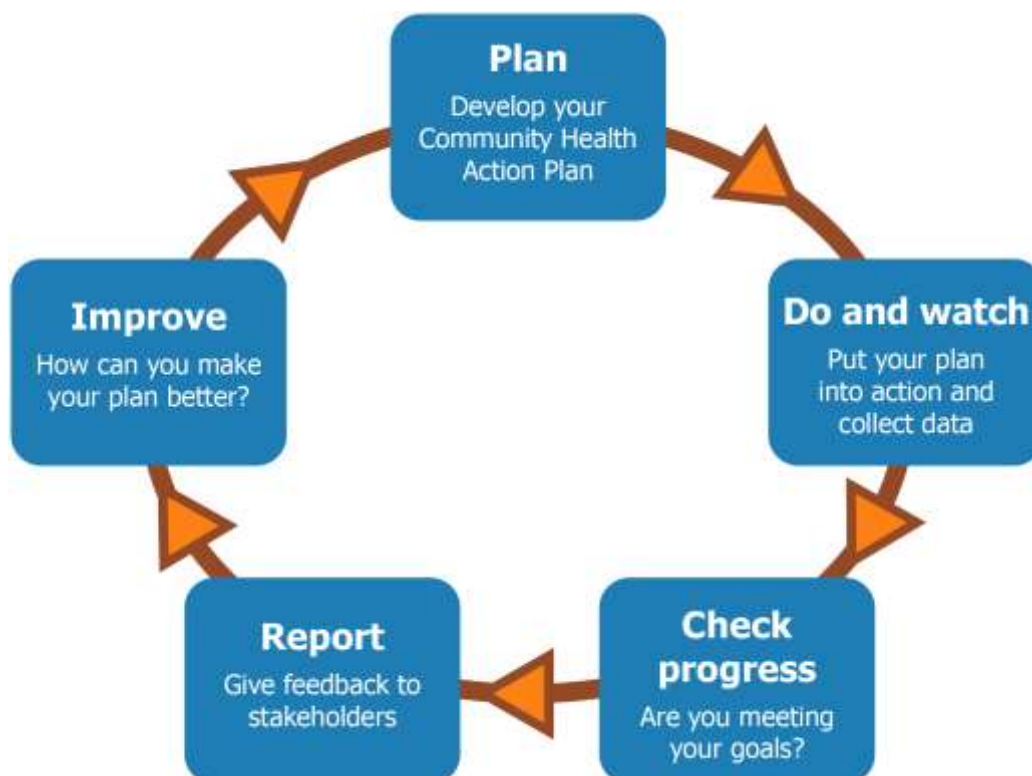 Plan
Develop your
Community Health
Action Plan
Do and watch
Put your plan
into action and
collect data
Check
progress
Are you meeting
your goals?
Report
Give feedback to
stakeholders
Improve
How can you make
your plan better?